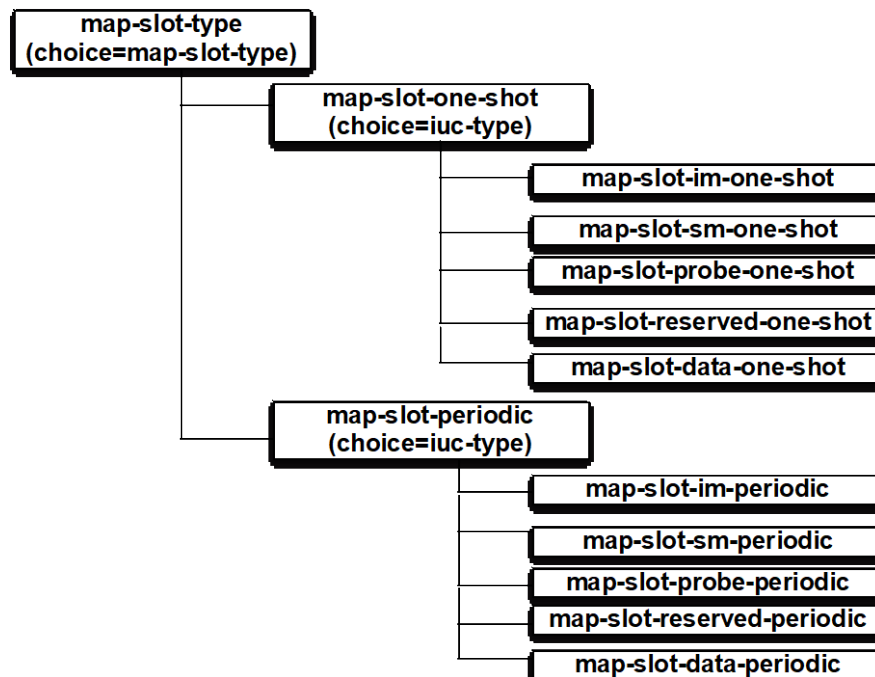 map-slot-type
(choice=map-slot-type)
map-slot-one-shot
(choice=iuc-type)
map-slot-im-one-shot
map-slot-sm-one-shot
map-slot-probe-one-shot
map-slot-reserved-one-shot
map-slot-data-one-shot
map-slot-periodic
(choice=iuc-type)
map-slot-im-periodic
map-slot-sm-periodic
map-slot-probe-periodic
map-slot-reserved-periodic
map-slot-data-periodic